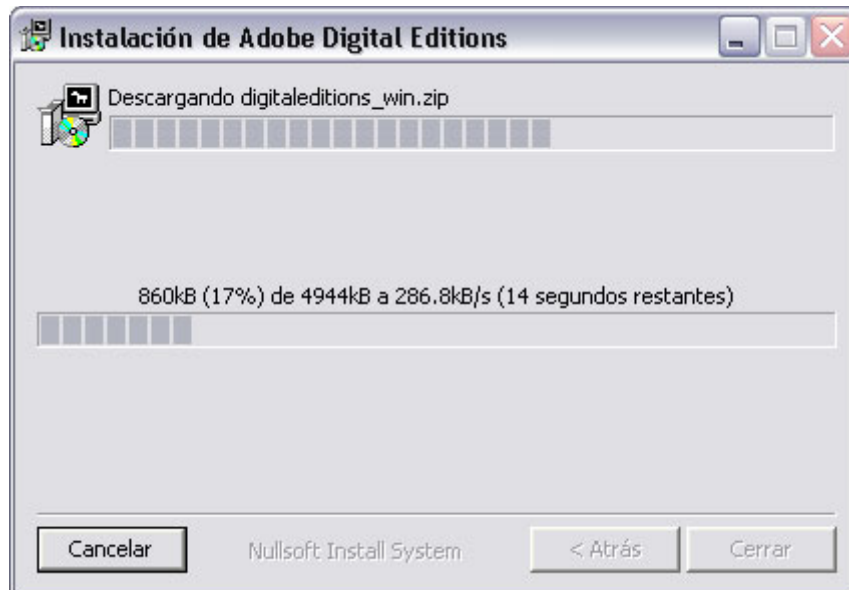 Instalación de Adobe Digital Editions
Descargando digitaleditions_win.zip
860kB (17%) de 4944kB a 286.8kB/s (14 segundos restantes)
Cancelar
Nullsoft Install System
< Atrás
Cerrar